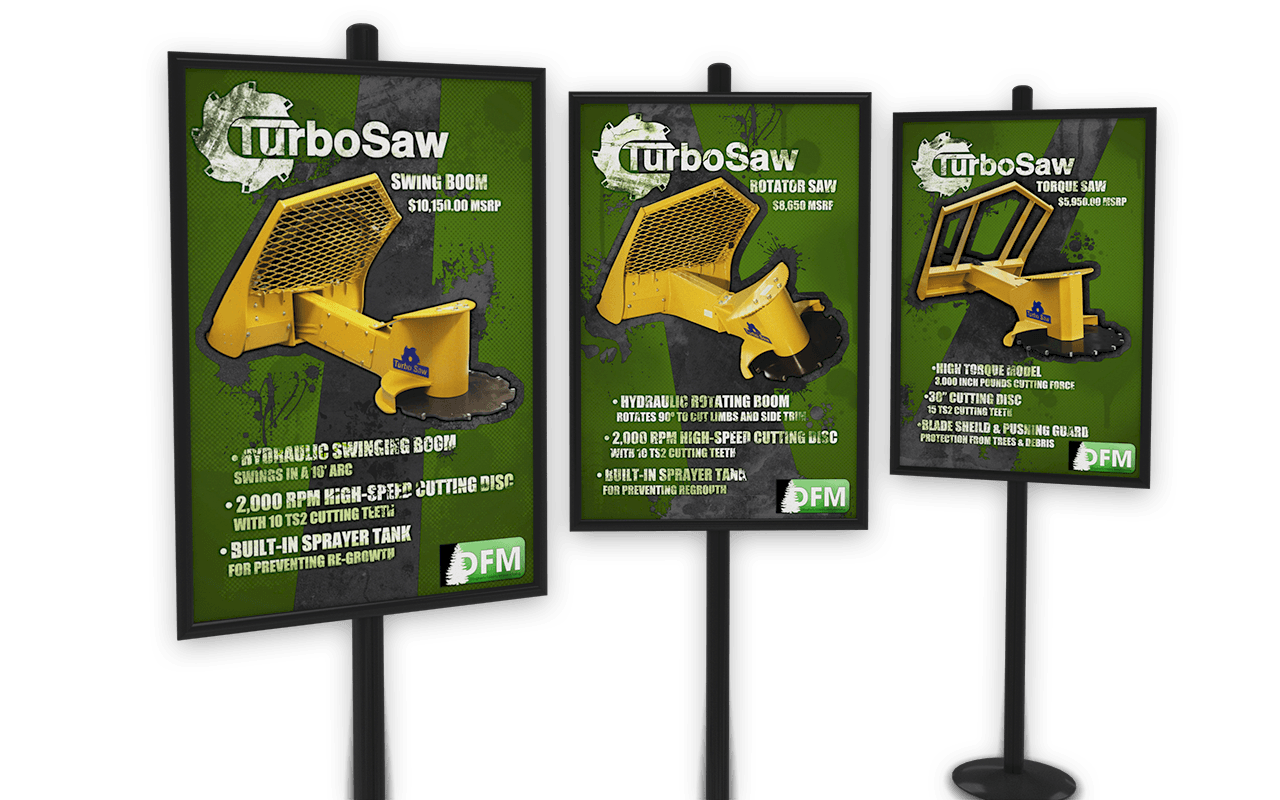 TurboSaw
SWING BOOM
$10,150.00 MSRP
Turbo Saw
• HYDRAULIC SWINGING BOOM
SWINGS IN A 10' ARC
• 2,000 RPM HIGH-SPEED CUTTING DISC
WITH 10 TS2 CUTTING TEETH
• BUILT-IN SPRAYER TANK
FOR PREVENTING RE-GROWTH
DFM
TurboSaw
ROTATOR SAW
$8,650 MSRP
• HYDRAULIC ROTATING BOOM
ROTATES 90° TO CUT LIMBS AND SIDE TRIM
• 2,000 RPM HIGH-SPEED CUTTING DISC
WITH 10 TS2 CUTTING TEETH
• BUILT-IN SPRAYER TANK
FOR PREVENTING REGROUTH
DFM
TurboSaw
TORQUE SAW
$5,950.00 MSRP
Turbo Saw
• HIGH TORQUE MODEL
3,000 INCH POUNDS CUTTING FORCE
• 30" CUTTING DISC
15 TS2 CUTTING TEETH
• BLADE SHEILD & PUSHING GUARD
PROTECTION FROM TREES & DEBRIS
DFM